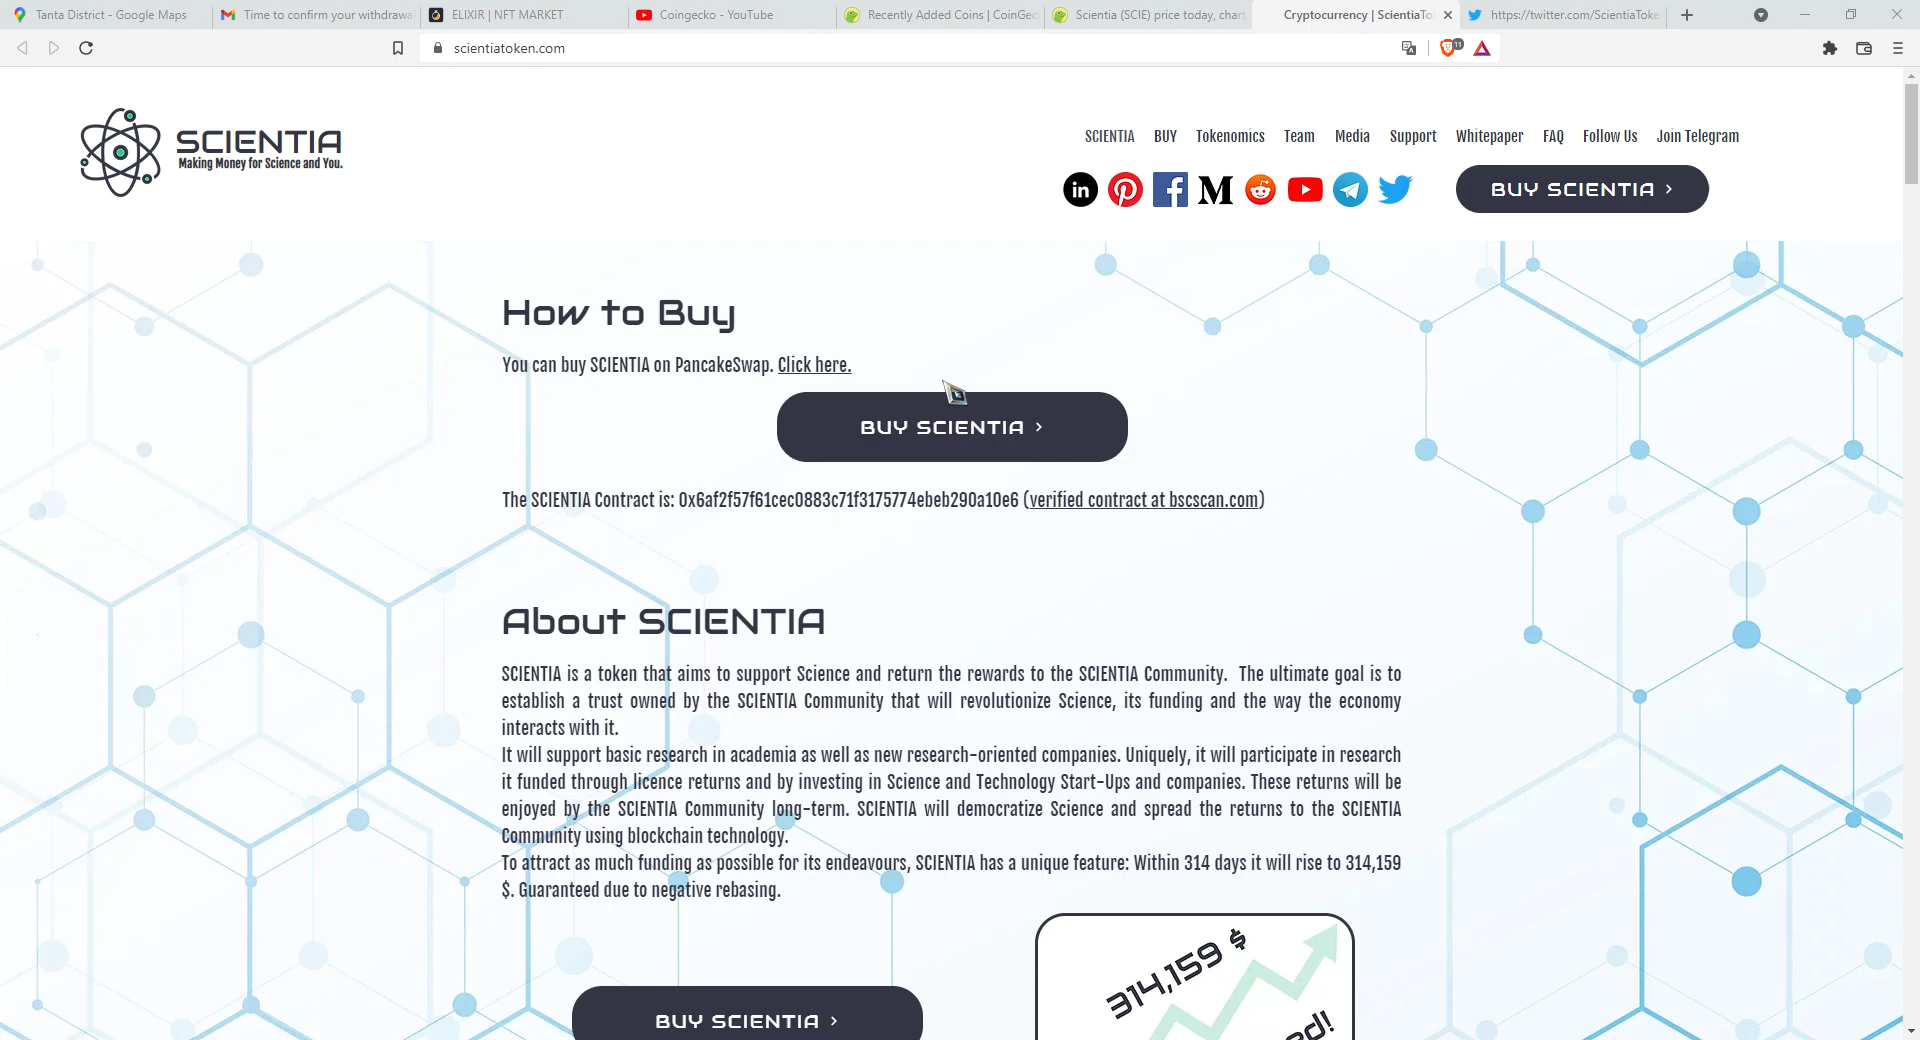 Tanta District - Google Maps
Time to confirm your withdrawa
ELIXIR | NFT MARKET
Coingecko - YouTube
Recently Added Coins | CoinGec
Scientia (SCIE) price today, chart,
Cryptocurrency | ScientiaTo
https://twitter.com/ScientiaToke
scientiatoken.com
11
SCIENTIA
Making Money for Science and You.
SCIENTIA BUY Tokenomics Team Media Support Whitepaper FAQ Follow Us Join Telegram
BUY SCIENTIA >
How to Buy
You can buy SCIENTIA on PancakeSwap. Click here.
BUY SCIENTIA >
The SCIENTIA Contract is: 0x6af2f57f61cec0883c71f3175774ebeb290a10e6 (verified contract at bscscan.com)
About SCIENTIA
SCIENTIA is a token that aims to support Science and return the rewards to the SCIENTIA Community. The ultimate goal is to
establish a trust owned by the SCIENTIA Community that will revolutionize Science, its funding and the way the economy
interacts with it.
It will support basic research in academia as well as new research-oriented companies. Uniquely, it will participate in research
it funded through licence returns and by investing in Science and Technology Start-Ups and companies. These returns will be
enjoyed by the SCIENTIA Community long-term. SCIENTIA will democratize Science and spread the returns to the SCIENTIA
Community using blockchain technology.
To attract as much funding as possible for its endeavours, SCIENTIA has a unique feature: Within 314 days it will rise to 314,159
$. Guaranteed due to negative rebasing.
314,159 $
BUY SCIENTIA >